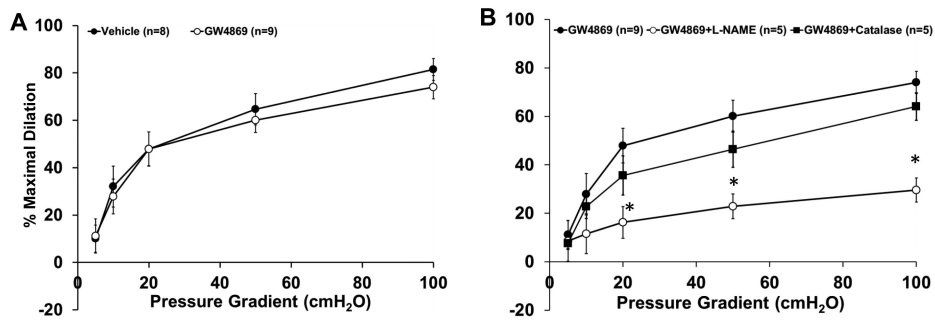 A
Vehicle (n=8) GW4869 (n=9)
% Maximal Dilation
100
80
60
40
20
0
-20
0 20 40 60 80 100
Pressure Gradient (cmH₂O)
B
GW4869 (n=9) GW4869+L-NAME (n=5) GW4869+Catalase (n=5)
100
80
60
40
20
0
-20
0 20 40 60 80 100
* * *
Pressure Gradient (cmH₂O)